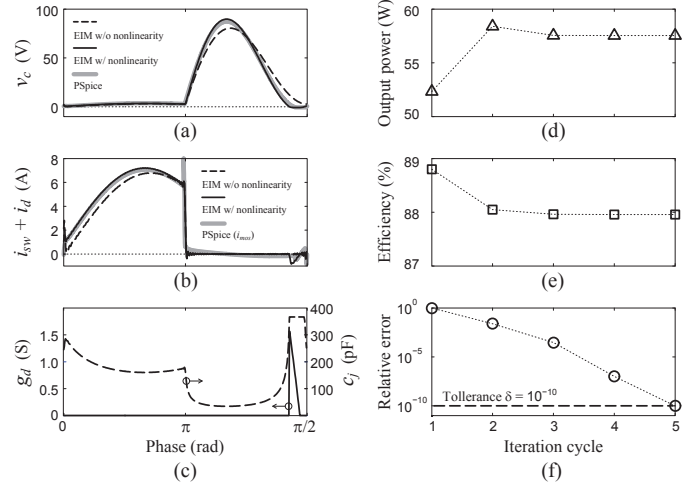 v_c (V)
100
50
0
EIM w/o nonlinearity
EIM w/ nonlinearity
PSpice
(a)
i_sw + i_d (A)
8
6
4
2
0
EIM w/o nonlinearity
EIM w/ nonlinearity
PSpice (i_mos)
(b)
g_d (S)
1.5
1.0
0.5
0
400
300
200
100
c_j (pF)
0
π
π/2
Phase (rad)
(c)
Output power (W)
60
57
55
52
50
(d)
Efficiency (%)
89
88
87
(e)
Relative error
10^0
10^-5
10^-10
Tollerance δ = 10^-10
1 2 3 4 5
Iteration cycle
(f)